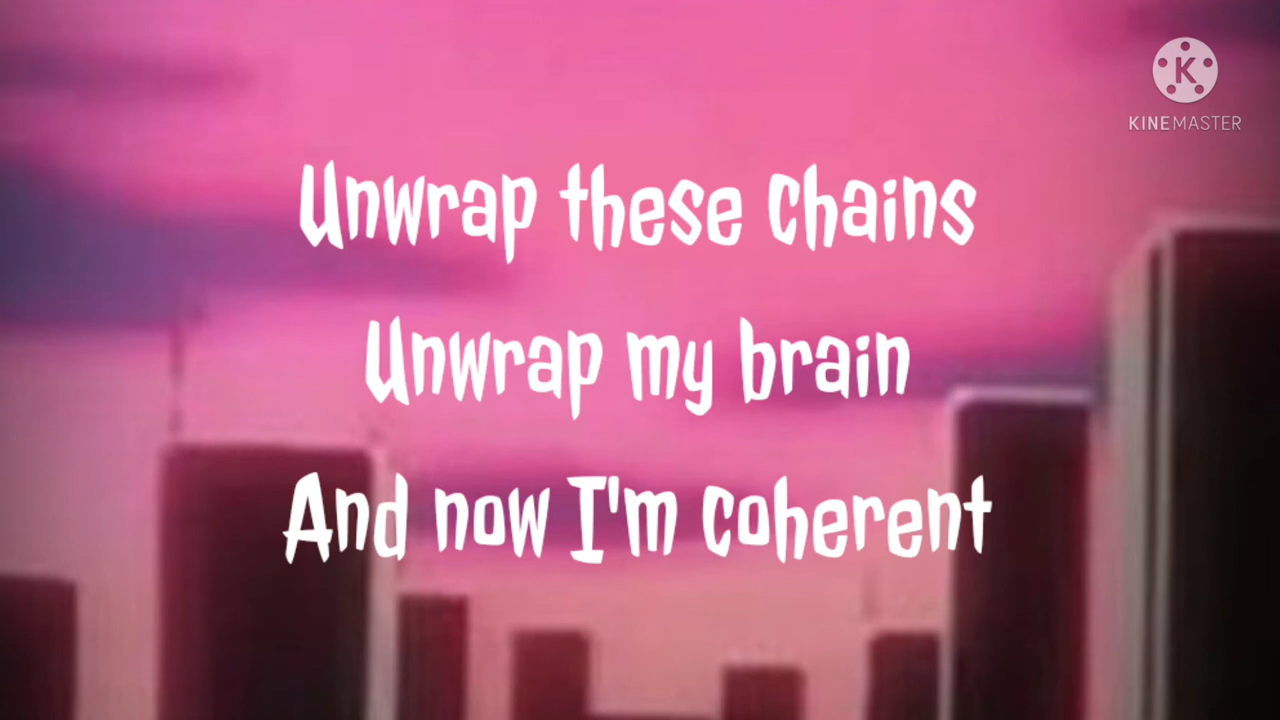 KINEMASTER
Unwrap these chains
Unwrap my brain
And now I'm coherent